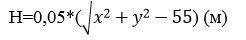 H=0,05*(√x² + y² − 55) (м)